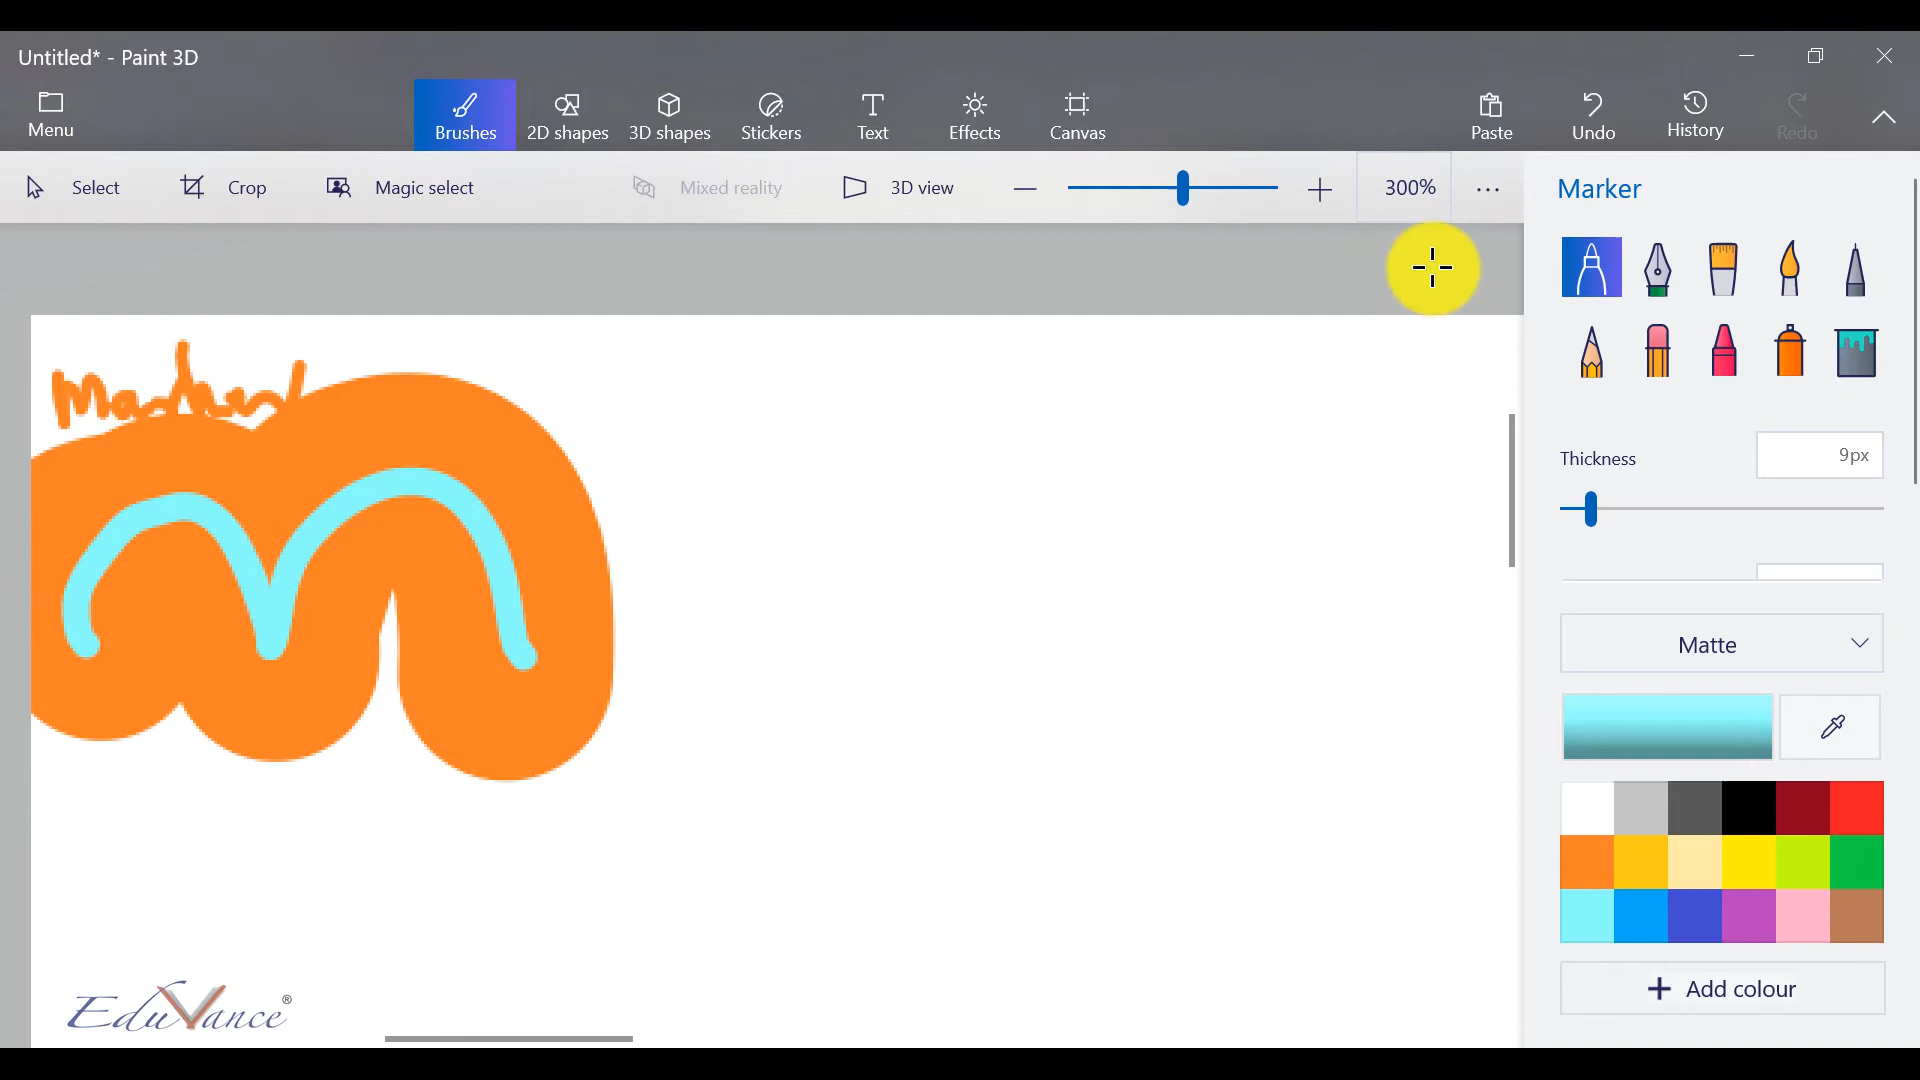 Untitled* - Paint 3D
Menu
Brushes
2D shapes
3D shapes
Stickers
Text
Effects
Canvas
Paste
Undo
History
Redo
Select
Crop
Magic select
Mixed reality
3D view
300%
Marker
Marker
Thickness
9px
Matte
Add colour
EduVance®